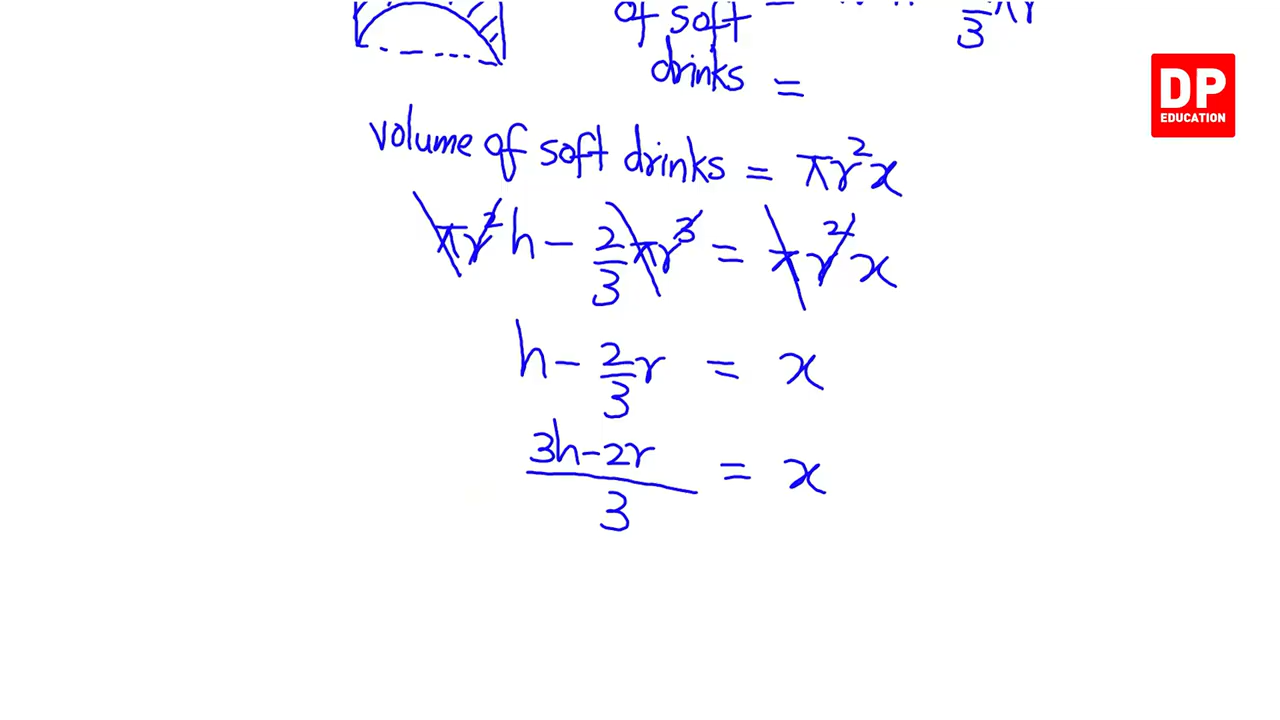 of soft =
drinks =
DP
EDUCATION
volume of soft drinks = πr²x
πr²h − 2/3 πr³ = πr²x
h − 2/3 r = x
3h − 2r / 3 = x